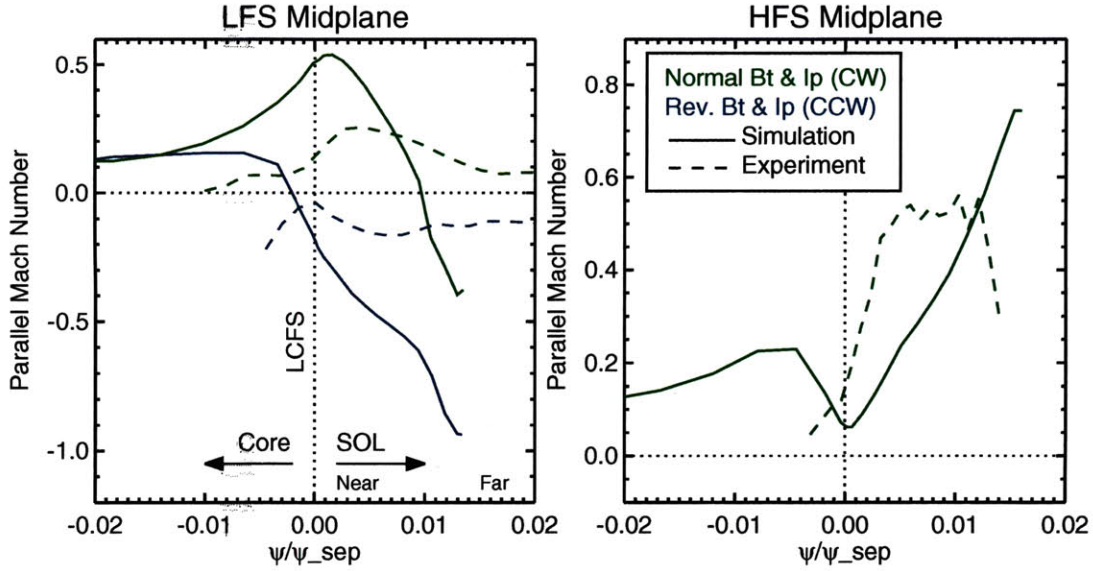 LFS Midplane
HFS Midplane
Parallel Mach Number
0.5
0.0
-0.5
-1.0
LCFS
Core
SOL
Near
Far
-0.02
-0.01
0.00
0.01
0.02
ψ/ψ_sep
Parallel Mach Number
0.8
0.6
0.4
0.2
0.0
Normal Bt & Ip (CW)
Rev. Bt & Ip (CCW)
Simulation
Experiment
-0.02
-0.01
0.00
0.01
0.02
ψ/ψ_sep